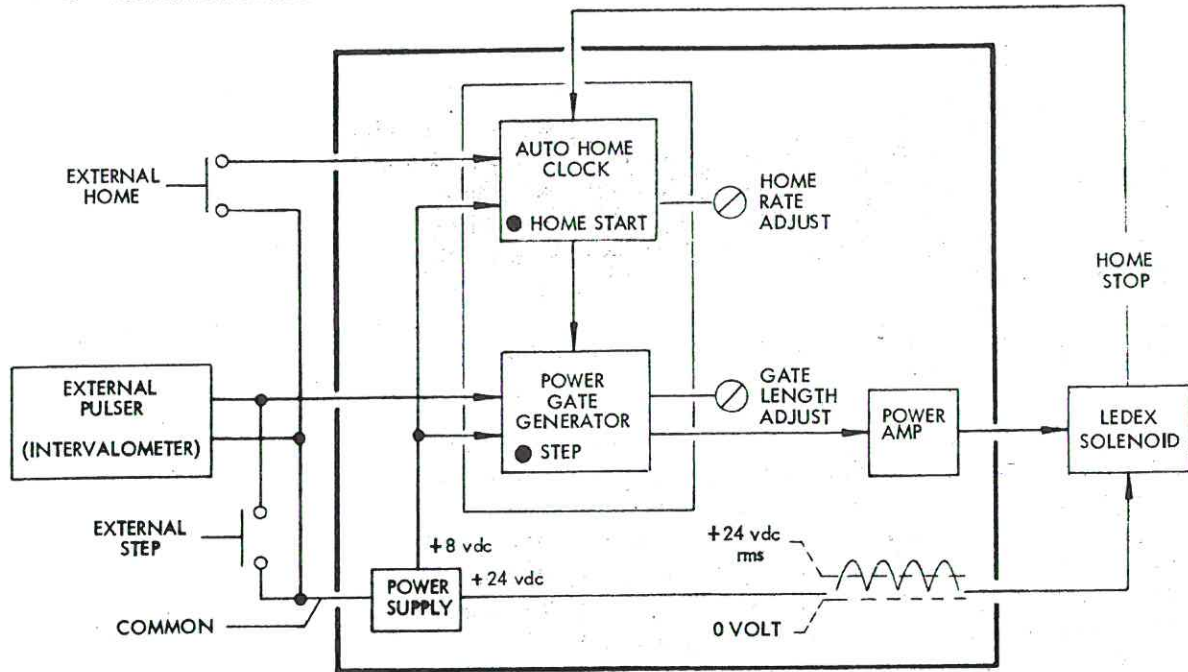 AUTO HOME
CLOCK
HOME START
EXTERNAL
HOME
HOME
RATE
ADJUST
HOME
STOP
EXTERNAL
PULSER
(INTERVALOMETER)
POWER
GATE
GENERATOR
STEP
GATE
LENGTH
ADJUST
POWER
AMP
LEDEX
SOLENOID
EXTERNAL
STEP
+8 vdc
+24 vdc
POWER
SUPPLY
COMMON
+24 vdc
rms
0 VOLT